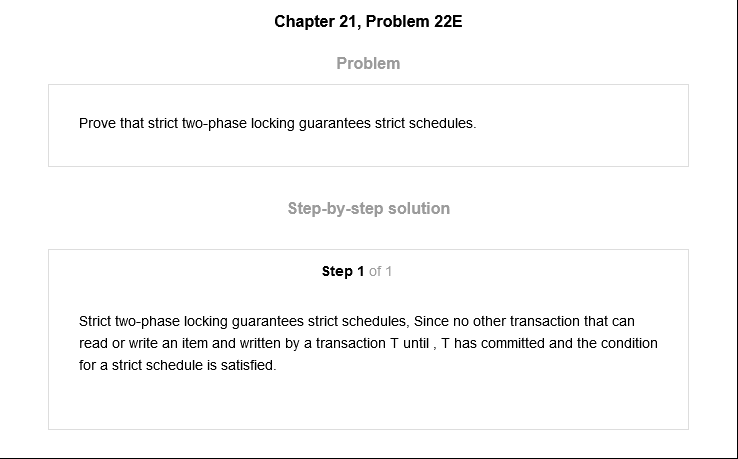 Chapter 21, Problem 22E
Problem
Prove that strict two-phase locking guarantees strict schedules.
Step-by-step solution
Step 1 of 1
Strict two-phase locking guarantees strict schedules, Since no other transaction that can
read or write an item and written by a transaction T until , T has committed and the condition
for a strict schedule is satisfied.